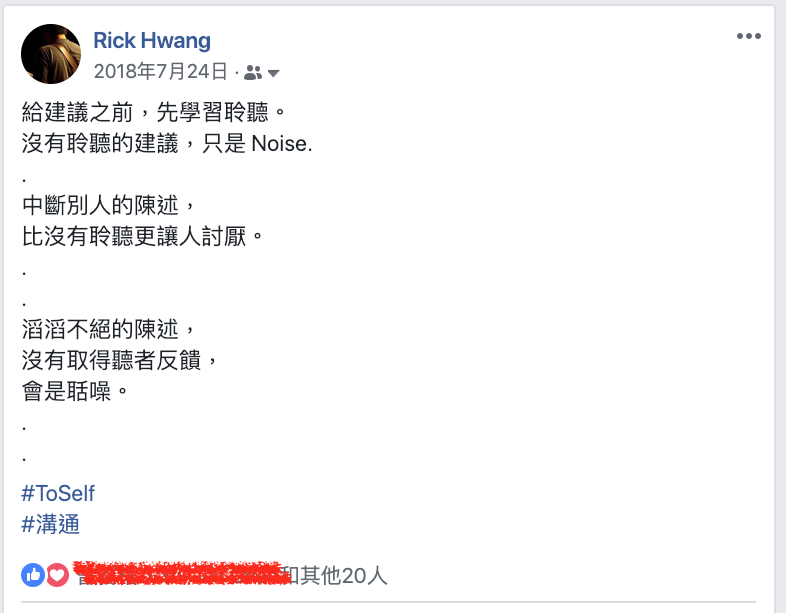 Rick Hwang
2018年7月24日 ·
給建議之前，先學習聆聽。
沒有聆聽的建議，只是 Noise.
.
中斷別人的陳述，
比沒有聆聽更讓人討厭。
.
.
滔滔不絕的陳述，
沒有取得聽者反饋，
會是聒噪。
.
.
#ToSelf
#溝通
和其他20人